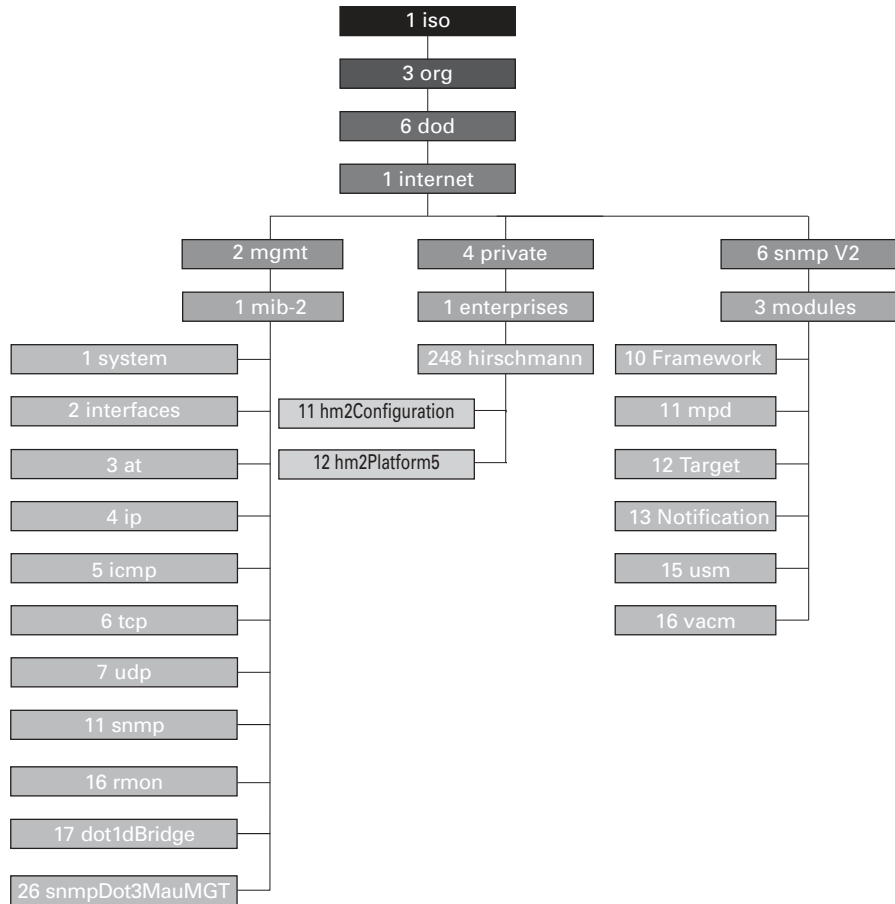 1 iso
3 org
6 dod
1 internet
2 mgmt
4 private
6 snmp V2
1 mib-2
1 enterprises
3 modules
1 system
248 hirschmann
10 Framework
2 interfaces
11 hm2Configuration
11 mpd
3 at
12 hm2Platform5
12 Target
4 ip
13 Notification
5 icmp
15 usm
6 tcp
16 vacm
7 udp
11 snmp
16 rmon
17 dot1dBridge
26 snmpDot3MauMGT